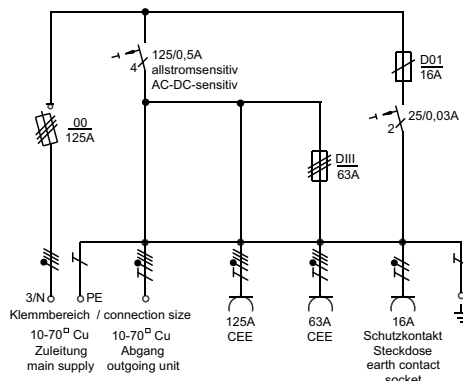 125/0,5A
4
allstromsensitiv
AC-DC-sensitiv
D01
16A
25/0,03A
2
00
125A
DIII
63A
3/N PE
Klemmbereich / connection size
10-70□ Cu
Zuleitung
main supply
10-70□ Cu
Abgang
outgoing unit
125A
CEE
63A
CEE
16A
Schutzkontakt
Steckdose
earth contact
socket